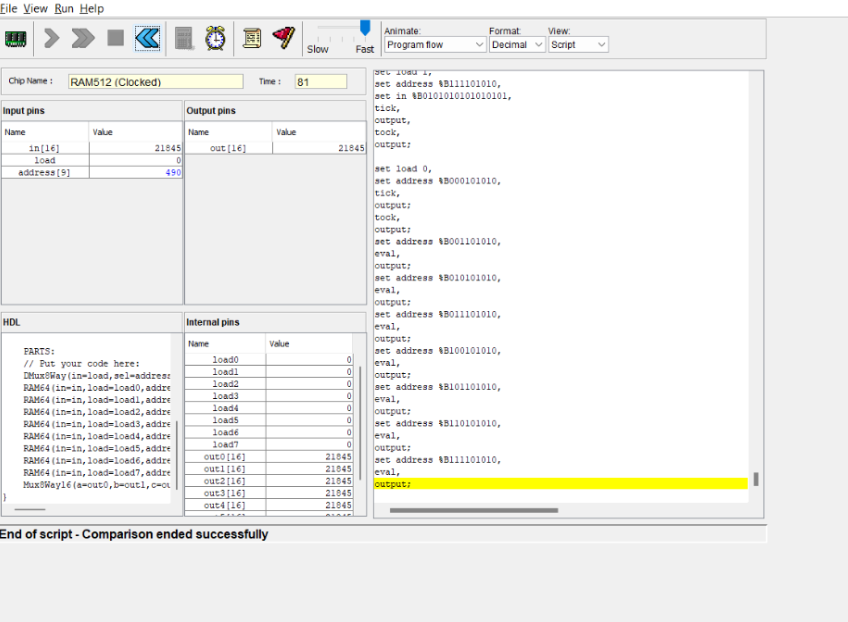 File View Run Help
Slow Fast
Animate: Format: View:
Program flow Decimal Script
Chip Name : RAM512 (Clocked) Time : 81
Input pins
Name Value
in[16] 21845
load 0
address[9] 490
Output pins
Name Value
out[16] 21845
HDL
PARTS:
// Put your code here:
DMux8Way(in=load,sel=address
RAM64(in=in,load=load0,addre
RAM64(in=in,load=load1,addre
RAM64(in=in,load=load2,addre
RAM64(in=in,load=load3,addre
RAM64(in=in,load=load4,addre
RAM64(in=in,load=load5,addre
RAM64(in=in,load=load6,addre
RAM64(in=in,load=load7,addre
Mux8Way16(a=out0,b=out1,c=ou
}
Internal pins
Name Value
load0 0
load1 0
load2 0
load3 0
load4 0
load5 0
load6 0
load7 0
out0[16] 21845
out1[16] 21845
out2[16] 21845
out3[16] 21845
out4[16] 21845
set load 1,
set address %B111101010,
set in %B0101010101010101,
tick,
output,
tock,
output;
set load 0,
set address %B000101010,
tick,
output;
tock,
output;
set address %B001101010,
eval,
output;
set address %B010101010,
eval,
output;
set address %B011101010,
eval,
output;
set address %B100101010,
eval,
output;
set address %B101101010,
eval,
output;
set address %B110101010,
eval,
output;
set address %B111101010,
eval,
output;
End of script - Comparison ended successfully